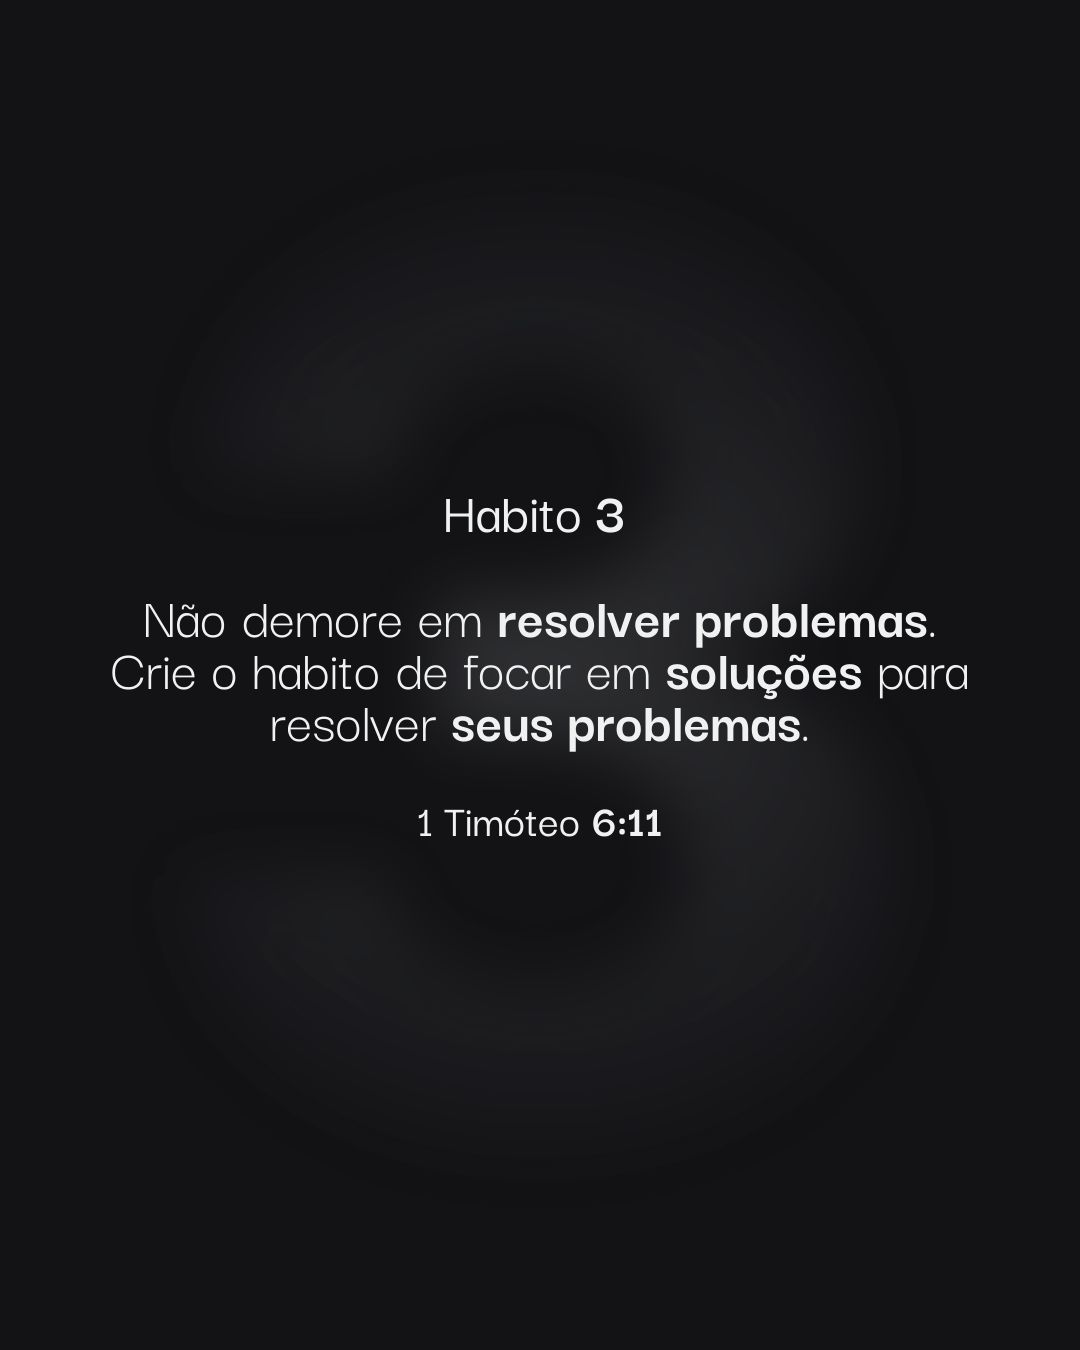 Habito 3
Não demore em resolver problemas.
Crie o habito de focar em soluções para
resolver seus problemas.
1 Timóteo 6:11